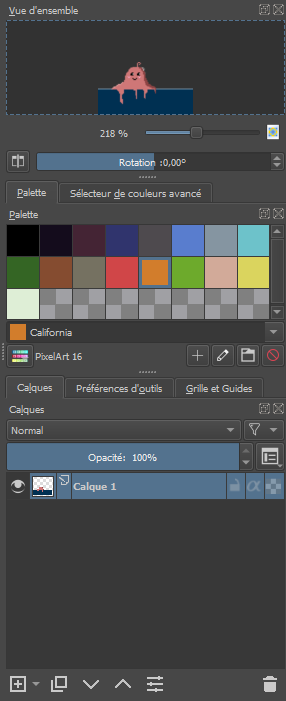 Vue d'ensemble
218 %
Rotation :0,00°
Palette
Sélecteur de couleurs avancé
Palette
California
PixelArt 16
Calques
Préférences d'outils
Grille et Guides
Calques
Normal
Opacité: 100%
Calque 1